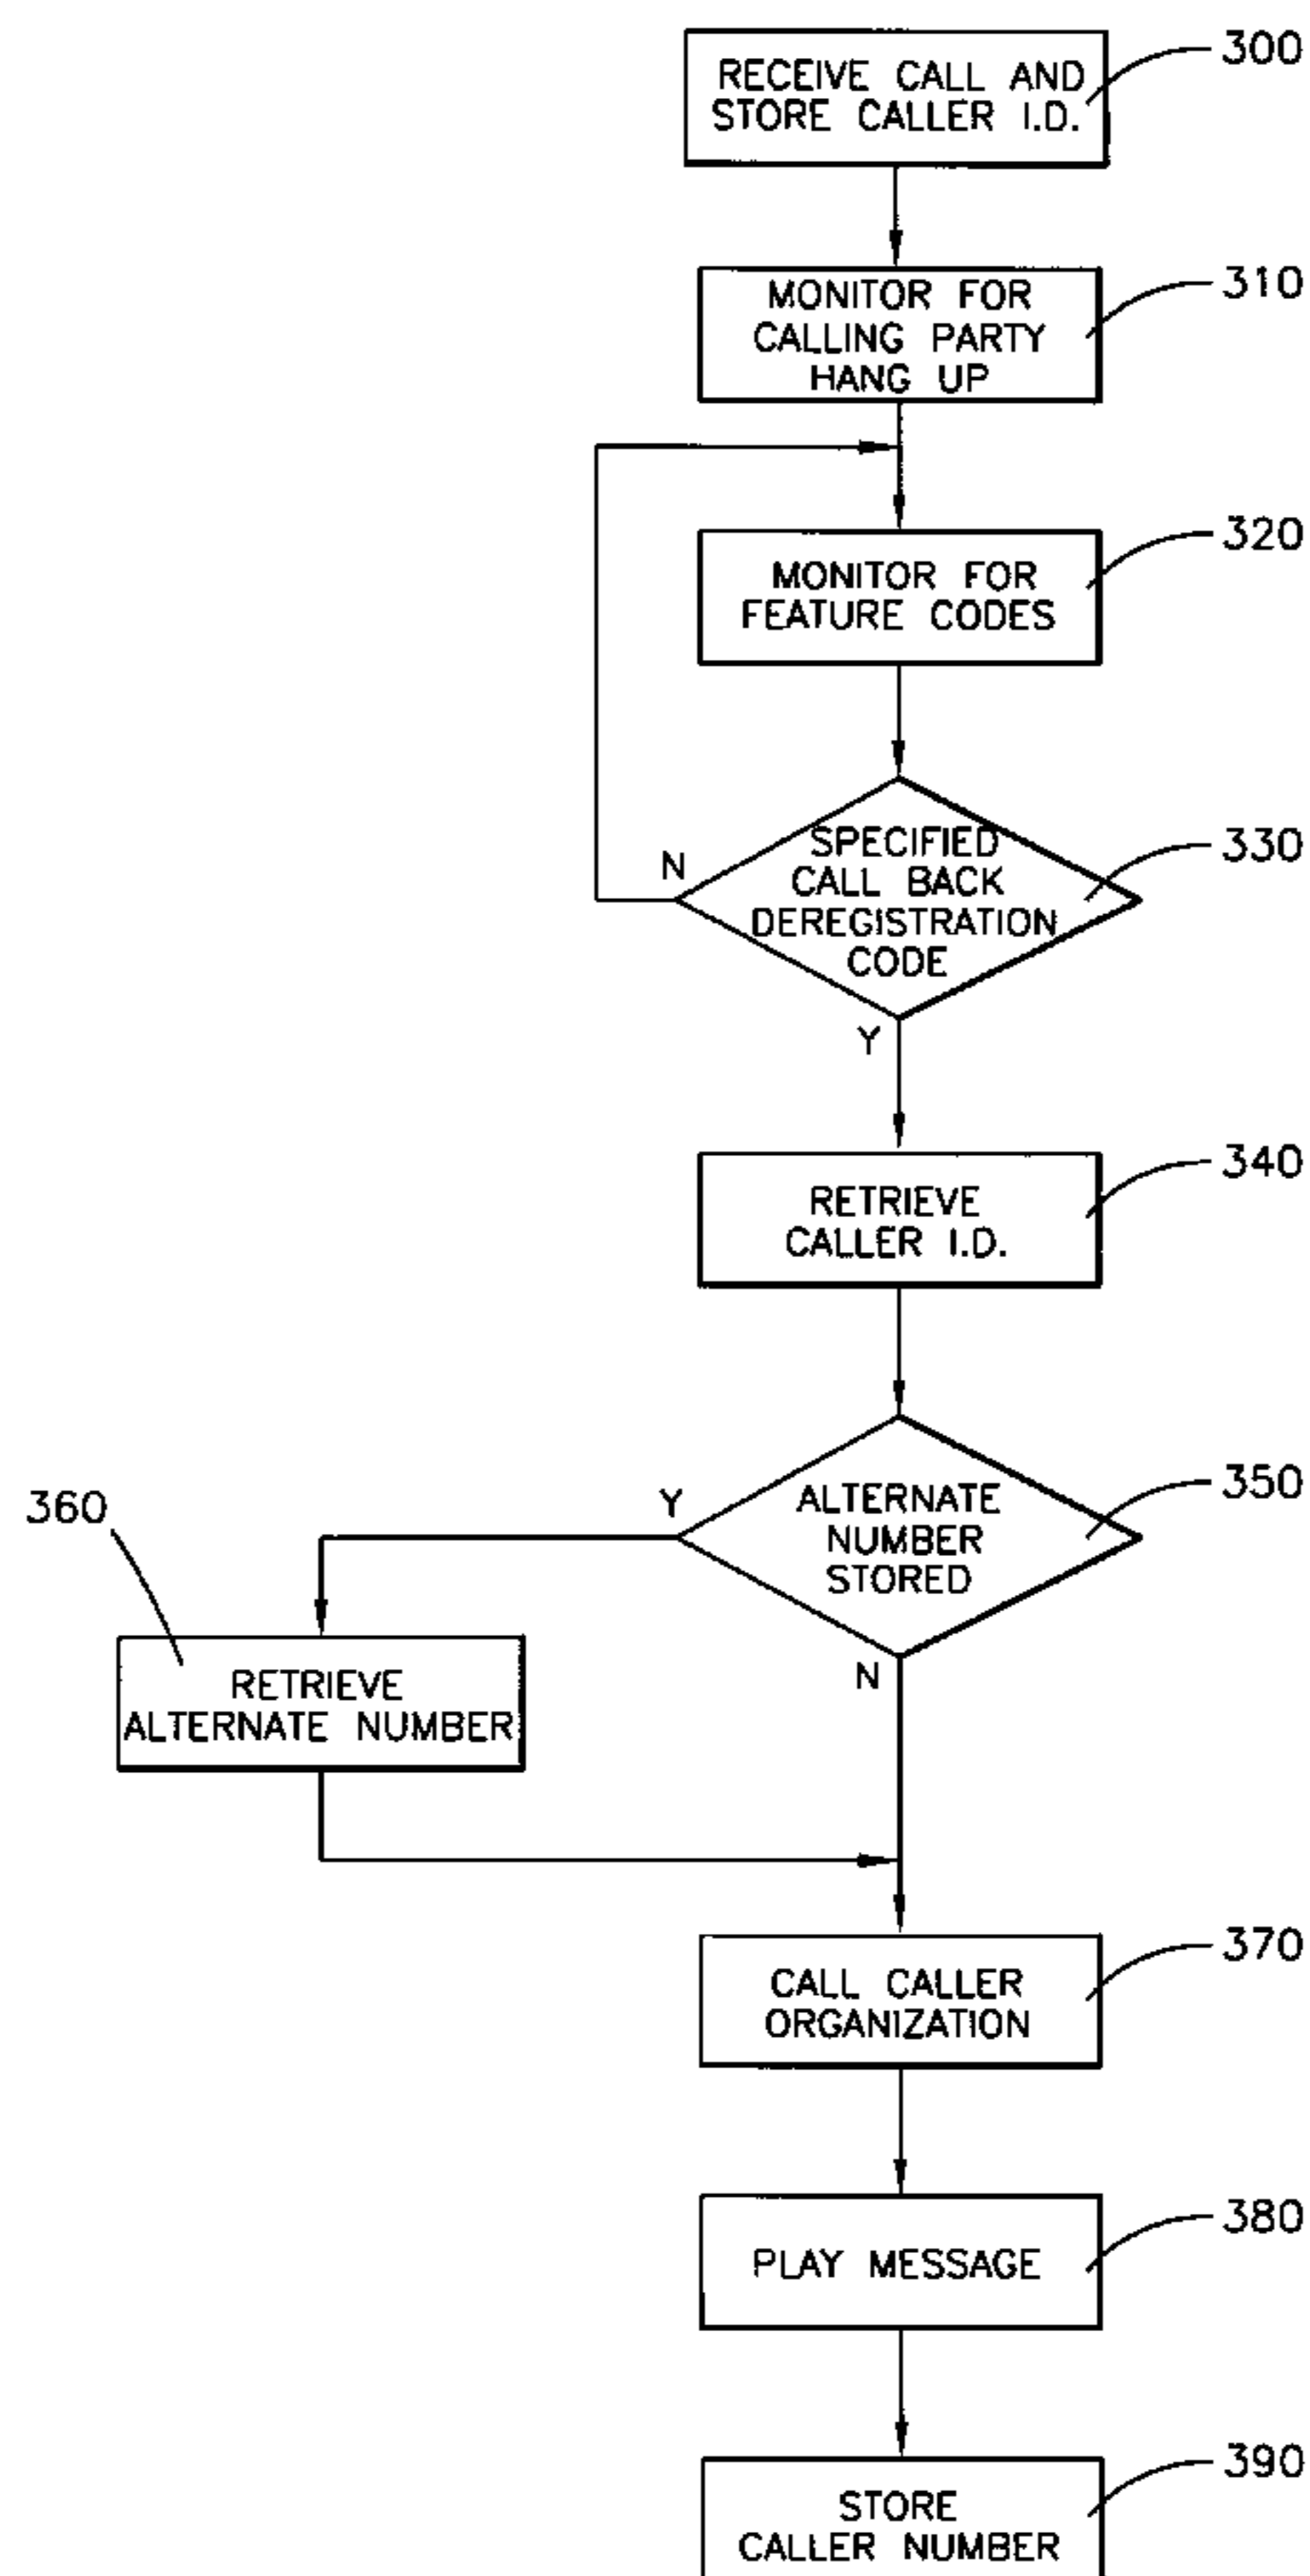 RECEIVE CALL AND
STORE CALLER I.D.
300
MONITOR FOR
CALLING PARTY
HANG UP
310
MONITOR FOR
FEATURE CODES
320
SPECIFIED
CALL BACK
DEREGISTRATION
CODE
330
N
Y
RETRIEVE
CALLER I.D.
340
ALTERNATE
NUMBER
STORED
350
Y
N
360
RETRIEVE
ALTERNATE NUMBER
CALL CALLER
ORGANIZATION
370
PLAY MESSAGE
380
STORE
CALLER NUMBER
390